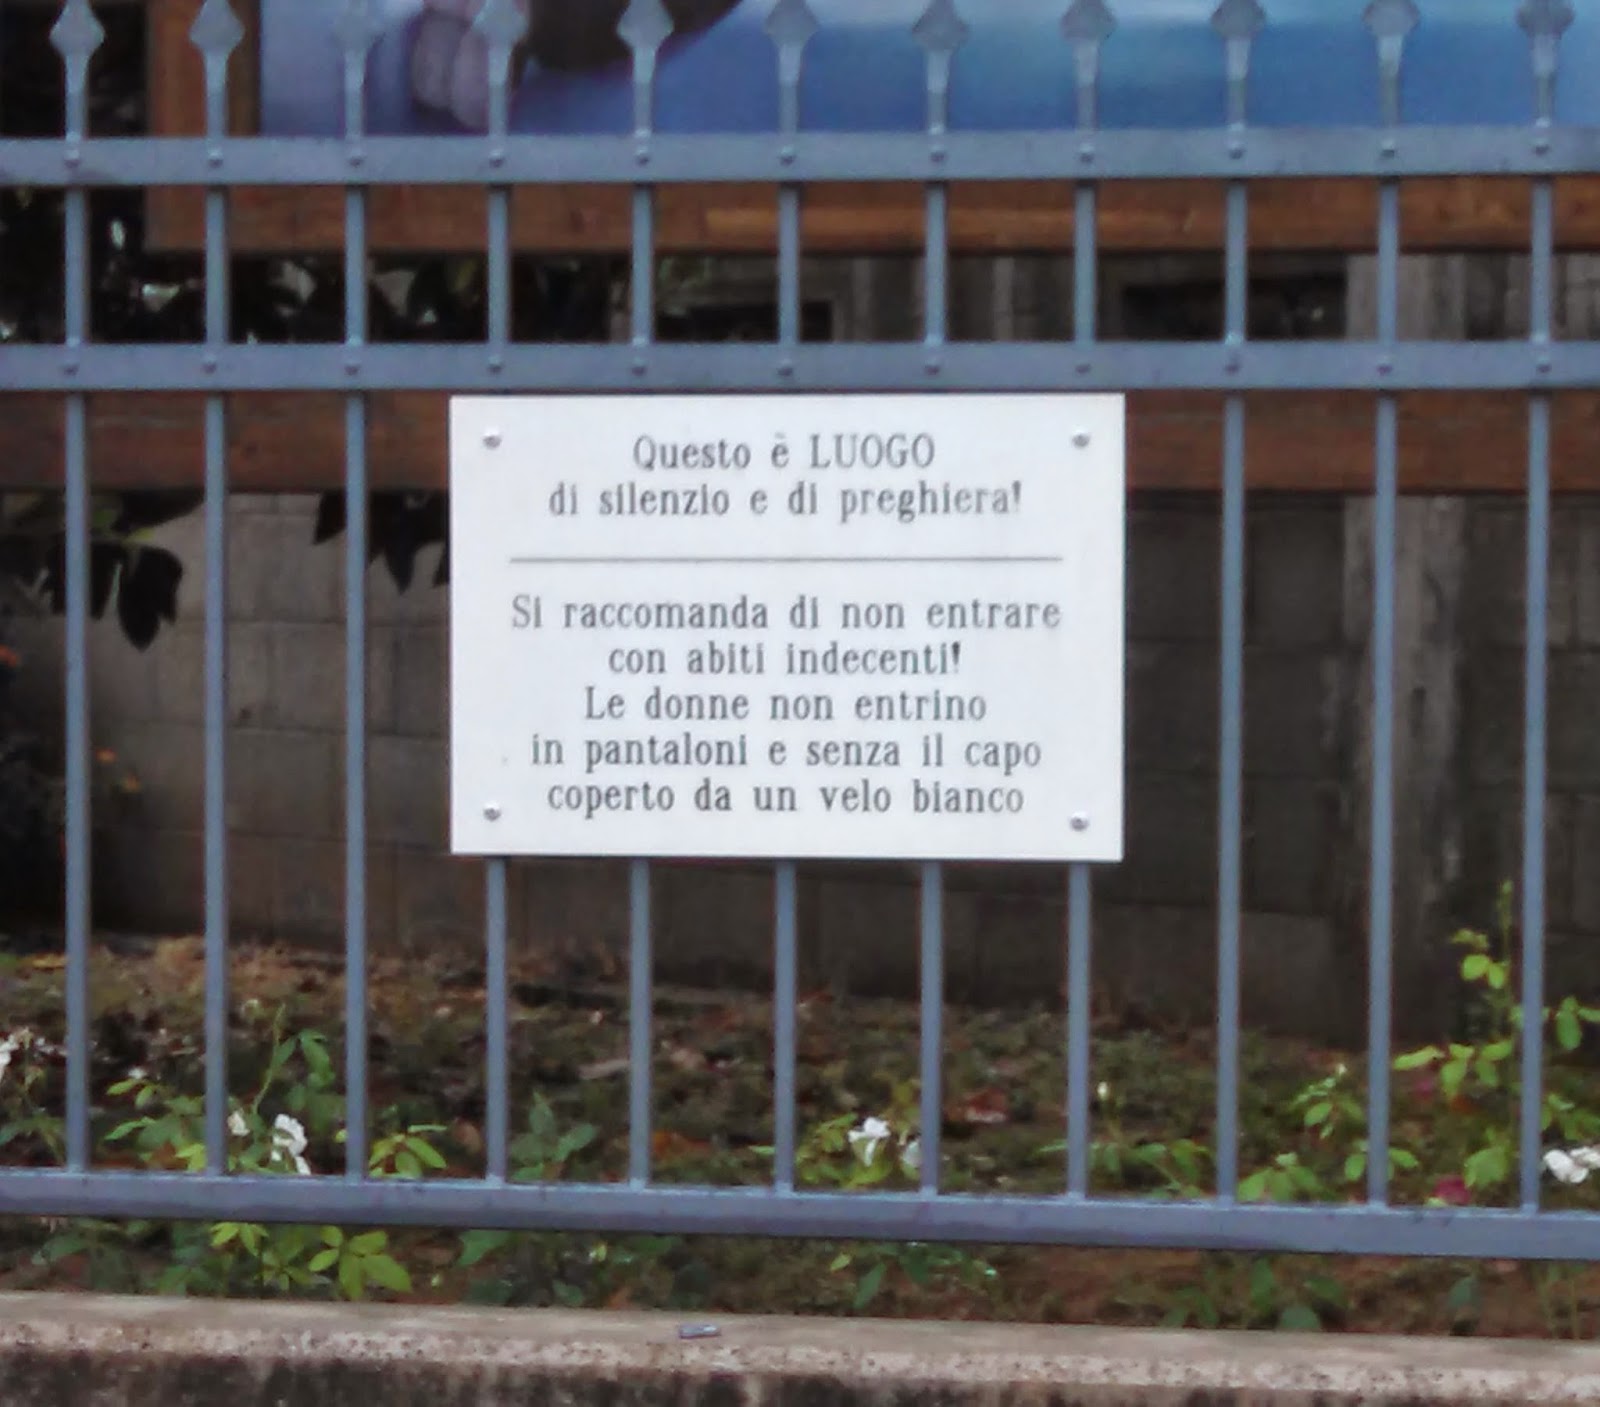 Questo è LUOGO
di silenzio e di preghiera!
Si raccomanda di non entrare
con abiti indecenti!
Le donne non entrino
in pantaloni e senza il capo
coperto da un velo bianco